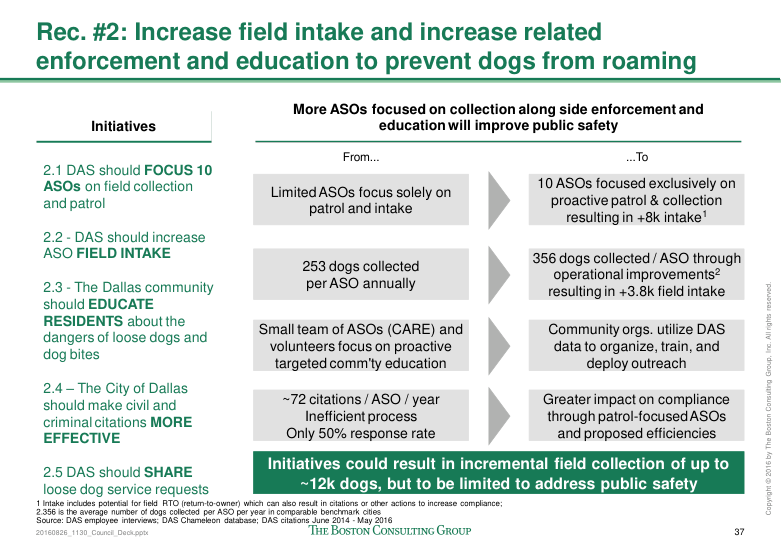 Rec. #2: Increase field intake and increase related
enforcement and education to prevent dogs from roaming
Initiatives
2.1 DAS should FOCUS 10
ASOs on field collection
and patrol
2.2 - DAS should increase
ASO FIELD INTAKE
2.3 - The Dallas community
should EDUCATE
RESIDENTS about the
dangers of loose dogs and
dog bites
2.4 – The City of Dallas
should make civil and
criminal citations MORE
EFFECTIVE
2.5 DAS should SHARE
loose dog service requests
More ASOs focused on collection along side enforcement and
education will improve public safety
From...
...To
Limited ASOs focus solely on
patrol and intake
10 ASOs focused exclusively on
proactive patrol & collection
resulting in +8k intake1
253 dogs collected
per ASO annually
356 dogs collected / ASO through
operational improvements2
resulting in +3.8k field intake
Small team of ASOs (CARE) and
volunteers focus on proactive
targeted comm'ty education
Community orgs. utilize DAS
data to organize, train, and
deploy outreach
~72 citations / ASO / year
Inefficient process
Only 50% response rate
Greater impact on compliance
through patrol-focused ASOs
and proposed efficiencies
Initiatives could result in incremental field collection of up to
~12k dogs, but to be limited to address public safety
1 Intake includes potential for field RTO (return-to-owner) which can also result in citations or other actions to increase compliance;
2.356 is the average number of dogs collected per ASO per year in comparable benchmark cities
Source: DAS employee interviews; DAS Chameleon database; DAS citations June 2014 - May 2016
20160826_1130_Council_Deck.pptx
THE BOSTON CONSULTING GROUP
37
Copyright © 2016 by The Boston Consulting Group, Inc. All rights reserved.